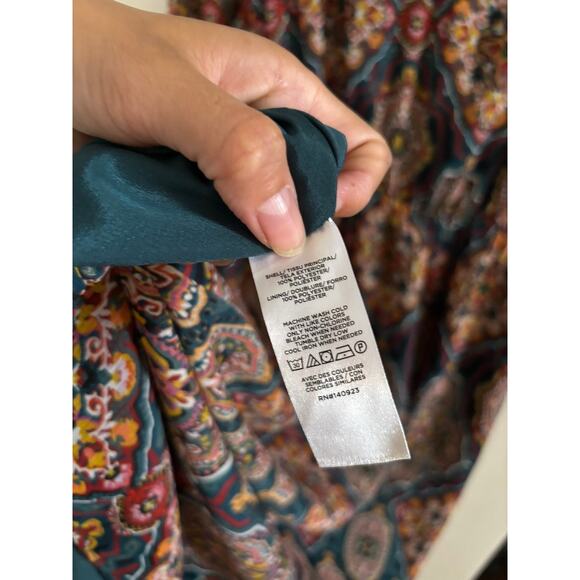 SHELL/ TISSU PRINCIPAL/
TELA EXTERIOR
100% POLYESTER/
POLIÉSTER
LINING/ DOUBLURE/ FORRO
100% POLYESTER/
POLIÉSTER
MACHINE WASH COLD
WITH LIKE COLORS
ONLY NON-CHLORINE
BLEACH WHEN NEEDED
TUMBLE DRY LOW
COOL IRON WHEN NEEDED
30 P
AVEC DES COULEURS
SEMBLABLES / CON
COLORES SIMILARES
RN#140923